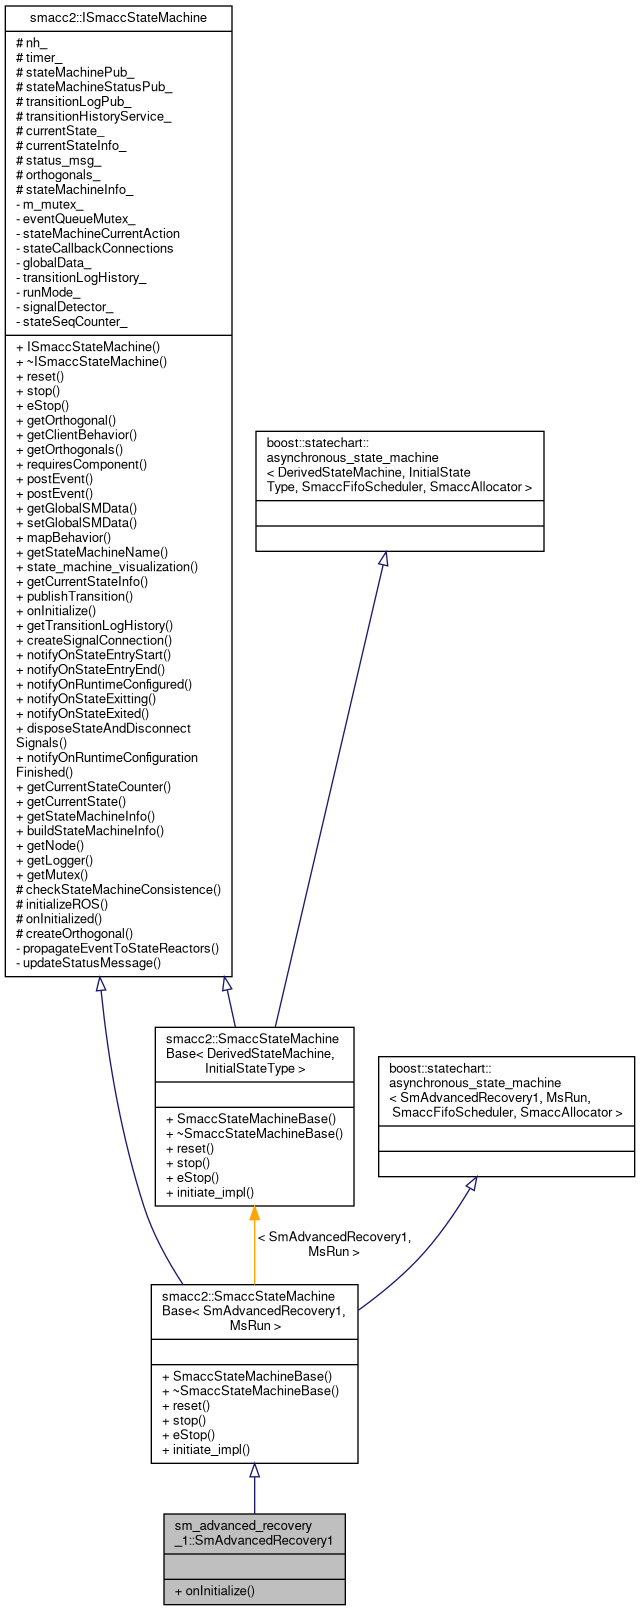 smacc2::ISmaccStateMachine
# nh_
# timer_
# stateMachinePub_
# stateMachineStatusPub_
# transitionLogPub_
# transitionHistoryService_
# currentState_
# currentStateInfo_
# status_msg_
# orthogonals_
# stateMachineInfo_
- m_mutex_
- eventQueueMutex_
- stateMachineCurrentAction
- stateCallbackConnections
- globalData_
- transitionLogHistory_
- runMode_
- signalDetector_
- stateSeqCounter_
+ ISmaccStateMachine()
+ ~ISmaccStateMachine()
+ reset()
+ stop()
+ eStop()
+ getOrthogonal()
+ getClientBehavior()
+ getOrthogonals()
+ requiresComponent()
+ postEvent()
+ postEvent()
+ getGlobalSMData()
+ setGlobalSMData()
+ mapBehavior()
+ getStateMachineName()
+ state_machine_visualization()
+ getCurrentStateInfo()
+ publishTransition()
+ onInitialize()
+ getTransitionLogHistory()
+ createSignalConnection()
+ notifyOnStateEntryStart()
+ notifyOnStateEntryEnd()
+ notifyOnRuntimeConfigured()
+ notifyOnStateExitting()
+ notifyOnStateExited()
+ disposeStateAndDisconnect
Signals()
+ notifyOnRuntimeConfiguration
Finished()
+ getCurrentStateCounter()
+ getCurrentState()
+ getStateMachineInfo()
+ buildStateMachineInfo()
+ getNode()
+ getLogger()
+ getMutex()
# checkStateMachineConsistence()
# initializeROS()
# onInitialized()
# createOrthogonal()
- propagateEventToStateReactors()
- updateStatusMessage()
boost::statechart::
asynchronous_state_machine
< DerivedStateMachine, InitialState
Type, SmaccFifoScheduler, SmaccAllocator >
smacc2::SmaccStateMachine
Base< DerivedStateMachine,
InitialStateType >
+ SmaccStateMachineBase()
+ ~SmaccStateMachineBase()
+ reset()
+ stop()
+ eStop()
+ initiate_impl()
boost::statechart::
asynchronous_state_machine
< SmAdvancedRecovery1, MsRun,
SmaccFifoScheduler, SmaccAllocator >
< SmAdvancedRecovery1,
MsRun >
smacc2::SmaccStateMachine
Base< SmAdvancedRecovery1,
MsRun >
+ SmaccStateMachineBase()
+ ~SmaccStateMachineBase()
+ reset()
+ stop()
+ eStop()
+ initiate_impl()
sm_advanced_recovery
_1::SmAdvancedRecovery1
+ onInitialize()